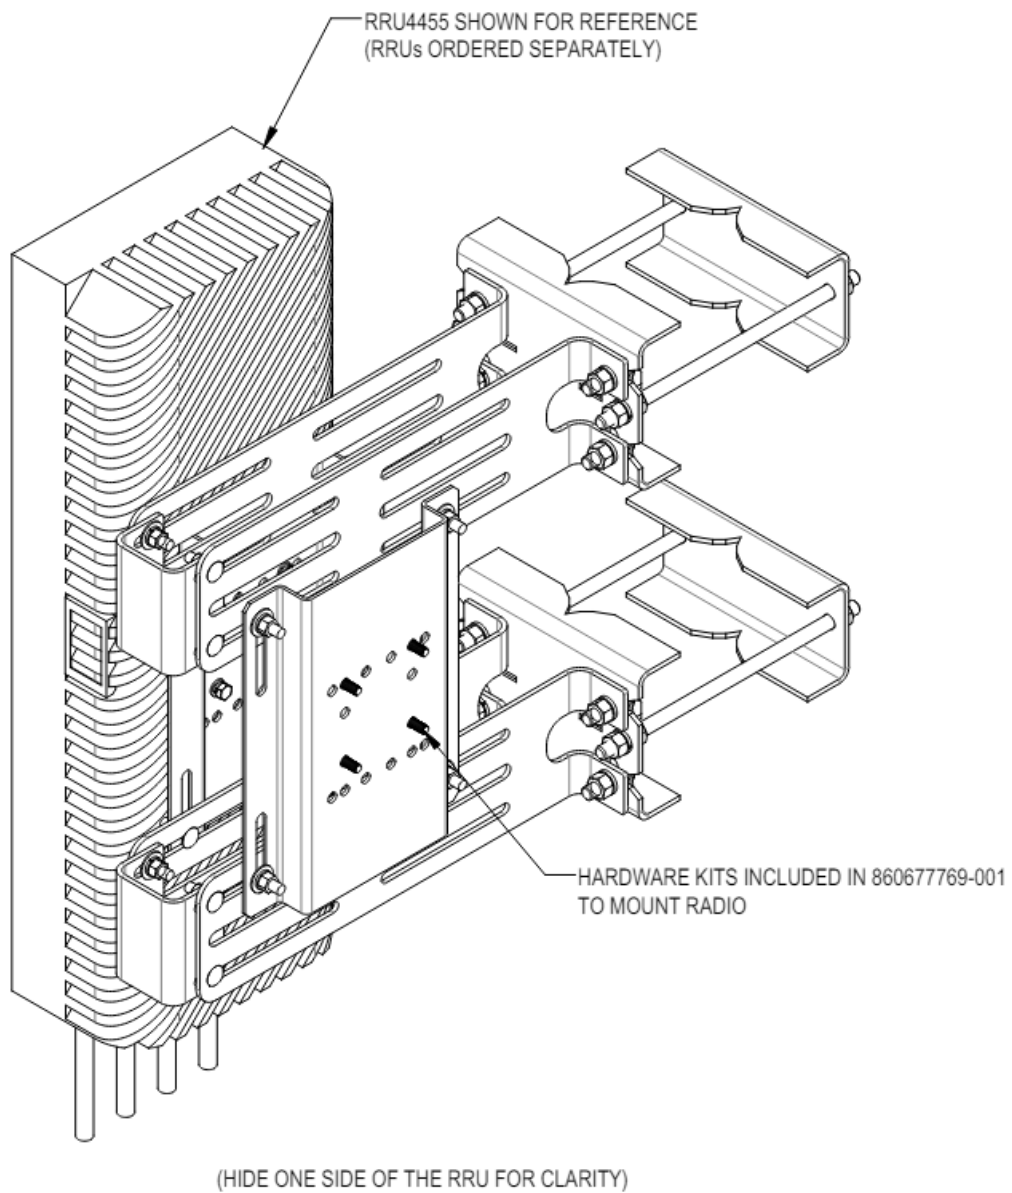 RRU4455 SHOWN FOR REFERENCE
(RRUs ORDERED SEPARATELY)
HARDWARE KITS INCLUDED IN 860677769-001
TO MOUNT RADIO
(HIDE ONE SIDE OF THE RRU FOR CLARITY)